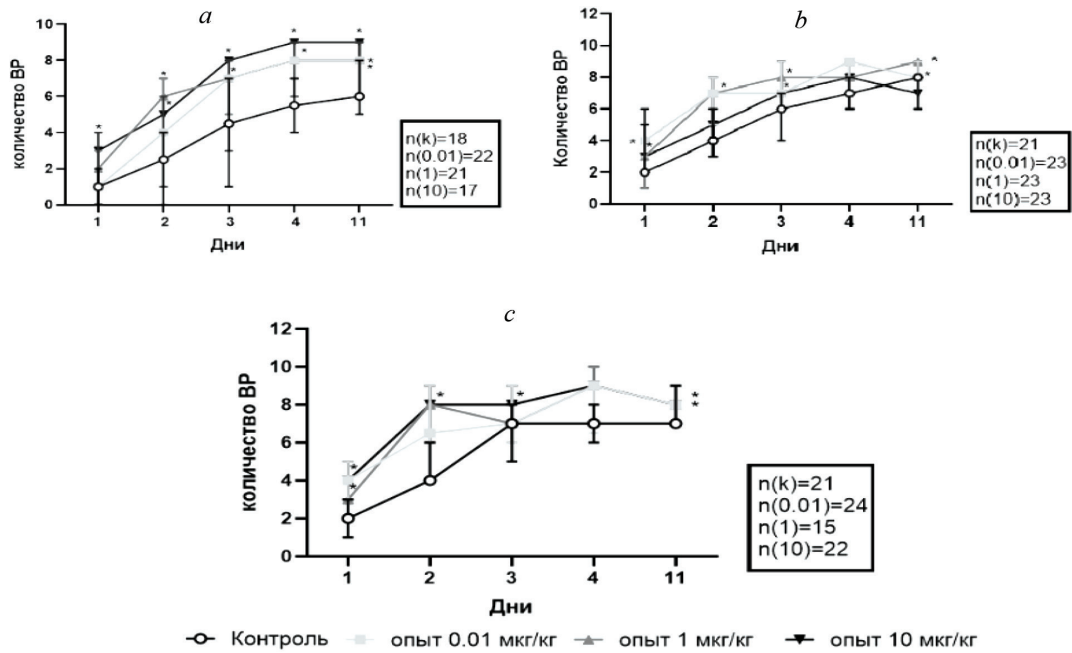 a
количество ВР
10
8
6
4
2
0
1 2 3 4 11
Дни
n(k)=18
n(0.01)=22
n(1)=21
n(10)=17
b
Количество ВР
12
10
8
6
4
2
0
1 2 3 4 11
Дни
n(k)=21
n(0.01)=23
n(1)=23
n(10)=23
c
количество ВР
12
10
8
6
4
2
0
1 2 3 4 11
Дни
n(k)=21
n(0.01)=24
n(1)=15
n(10)=22
Контроль опыт 0.01 мкг/кг опыт 1 мкг/кг опыт 10 мкг/кг